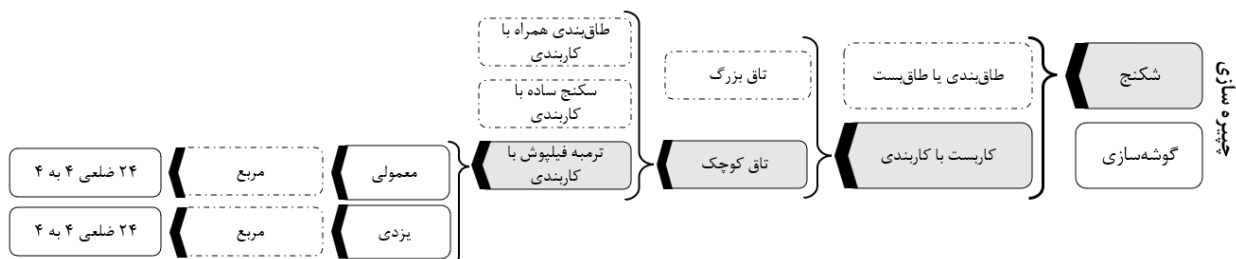 چپیره سازی
شکنج
گوشه‌سازی
طاق‌بندی یا طاق‌بست
کاربست با کاربندی
تاق بزرگ
تاق کوچک
طاق‌بندی همراه با
کاربندی
سکنج ساده با
کاربندی
ترمبه فیلپوش با
کاربندی
معمولی
مربع
۲۴ ضلعی ۴ به ۴
یزدی
مربع
۲۴ ضلعی ۴ به ۴